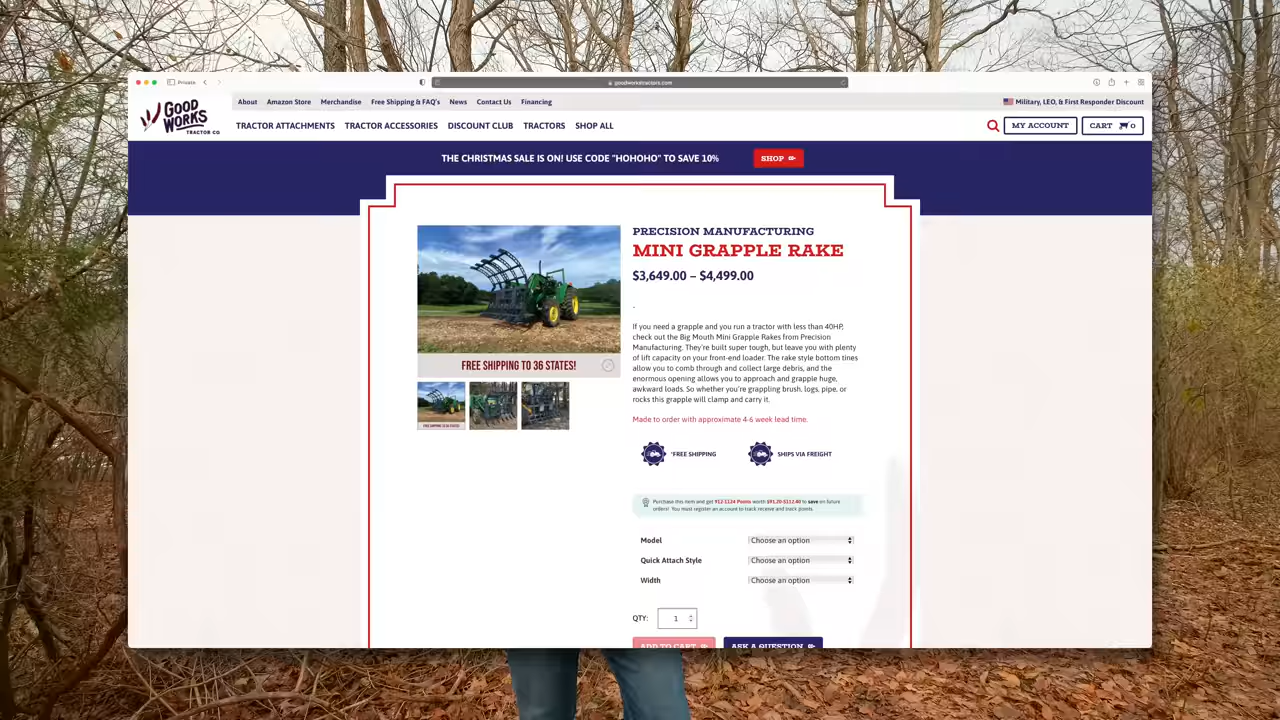 Private
goodworkstractors.com
GOOD
WORKS
TRACTOR CO
About Amazon Store Merchandise Free Shipping & FAQ's News Contact Us Financing
Military, LEO, & First Responder Discount
TRACTOR ATTACHMENTS TRACTOR ACCESSORIES DISCOUNT CLUB TRACTORS SHOP ALL
MY ACCOUNT
CART 0
THE CHRISTMAS SALE IS ON! USE CODE "HOHOHO" TO SAVE 10%
SHOP
FREE SHIPPING TO 36 STATES!
FREE SHIPPING TO 36 STATES!
PRECISION MANUFACTURING
MINI GRAPPLE RAKE
$3,649.00 – $4,499.00
.
If you need a grapple and you run a tractor with less than 40HP,
check out the Big Mouth Mini Grapple Rakes from Precision
Manufacturing. They're built super tough, but leave you with plenty
of lift capacity on your front-end loader. The rake style bottom tines
allow you to comb through and collect large debris, and the
enormous opening allows you to approach and grapple huge,
awkward loads. So whether you're grappling brush, logs, pipe, or
rocks this grapple will clamp and carry it.
Made to order with approximate 4-6 week lead time.
*FREE SHIPPING
SHIPS VIA FREIGHT
Purchase this item and get 912-1124 Points worth $91.20-$112.40 to save on future
orders! You must register an account to track receive and track points.
Model Choose an option
Quick Attach Style Choose an option
Width Choose an option
QTY: 1
ADD TO CART
ASK A QUESTION